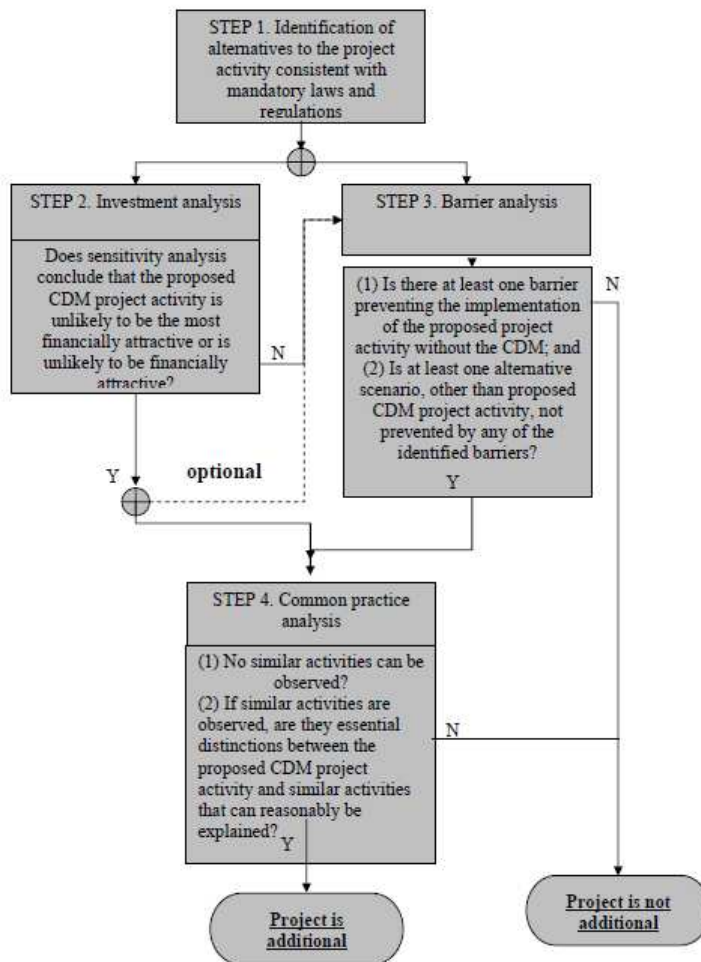 STEP 1. Identification of
alternatives to the project
activity consistent with
mandatory laws and
regulations
STEP 2. Investment analysis
Does sensitivity analysis
conclude that the proposed
CDM project activity is
unlikely to be the most
financially attractive or is
unlikely to be financially
attractive?
N
Y
optional
STEP 3. Barrier analysis
(1) Is there at least one barrier
preventing the implementation
of the proposed project
activity without the CDM; and
(2) Is at least one alternative
scenario, other than proposed
CDM project activity, not
prevented by any of the
identified barriers?
Y
N
STEP 4. Common practice
analysis
(1) No similar activities can be
observed?
(2) If similar activities are
observed, are they essential
distinctions between the
proposed CDM project
activity and similar activities
that can reasonably be
explained?
Y
N
Project is
additional
Project is not
additional